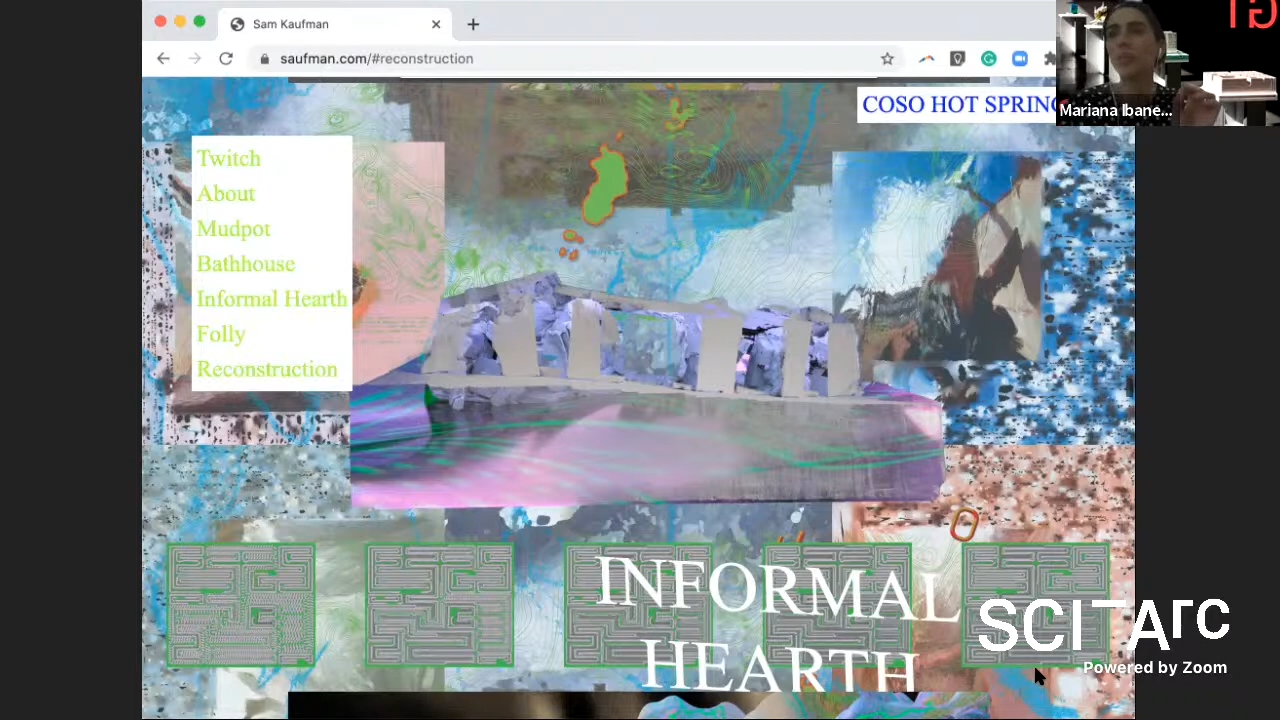 Sam Kaufman
saufman.com/#reconstruction
COSO HOT SPRING
Mariana Ibane...
Twitch
About
Mudpot
Bathhouse
Informal Hearth
Folly
Reconstruction
INFORMAL
HEARTH
SCI-Arc
Powered by Zoom